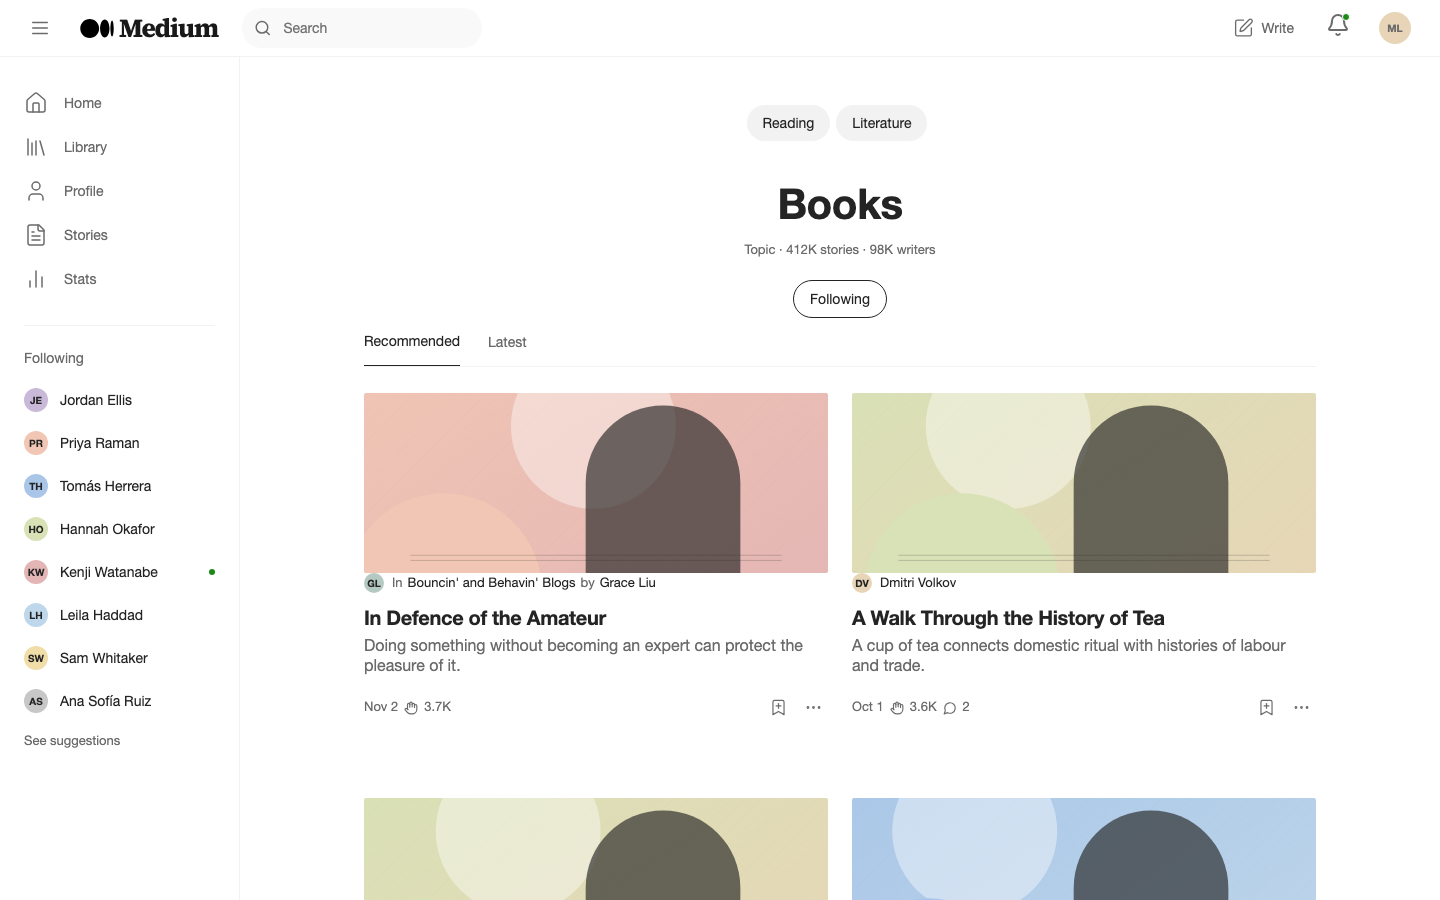 Medium
Search
Write
ML
Home
Library
Profile
Stories
Stats
Following
JE Jordan Ellis
PR Priya Raman
TH Tomás Herrera
HO Hannah Okafor
KW Kenji Watanabe
LH Leila Haddad
SW Sam Whitaker
AS Ana Sofía Ruiz
See suggestions
Reading Literature
Books
Topic · 412K stories · 98K writers
Following
Recommended Latest
GL In Bouncin' and Behavin' Blogs by Grace Liu
In Defence of the Amateur
Doing something without becoming an expert can protect the
pleasure of it.
Nov 2 3.7K
DV Dmitri Volkov
A Walk Through the History of Tea
A cup of tea connects domestic ritual with histories of labour
and trade.
Oct 1 3.6K 2